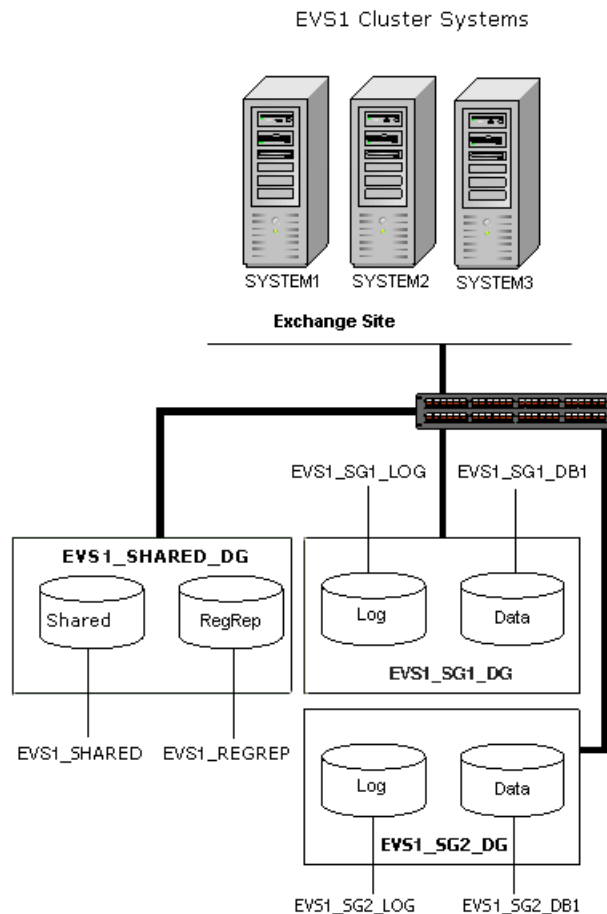 EVS1 Cluster Systems
SYSTEM1 SYSTEM2 SYSTEM3
Exchange Site
EVS1_SG1_LOG EVS1_SG1_DB1
EVS1_SHARED_DG
Shared RegRep
Log Data
EVS1_SG1_DG
EVS1_SHARED EVS1_REGREP
Log Data
EVS1_SG2_DG
EVS1_SG2_LOG EVS1_SG2_DB1